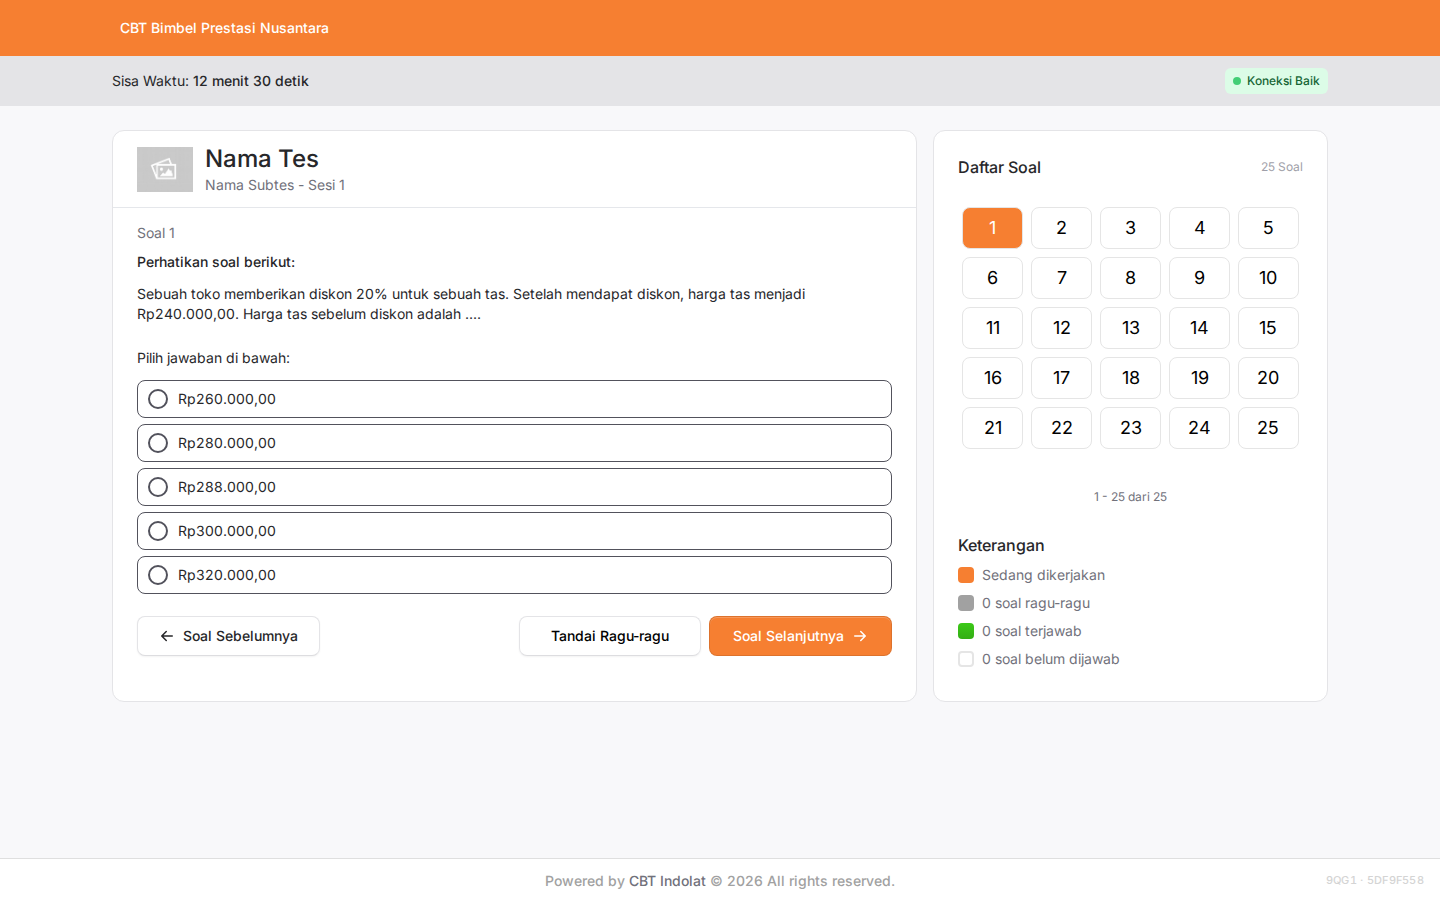 CBT Bimbel Prestasi Nusantara
Sisa Waktu: 12 menit 30 detik
Koneksi Baik
Nama Tes
Nama Subtes - Sesi 1
Soal 1
Perhatikan soal berikut:
Sebuah toko memberikan diskon 20% untuk sebuah tas. Setelah mendapat diskon, harga tas menjadi
Rp240.000,00. Harga tas sebelum diskon adalah ....
Pilih jawaban di bawah:
Rp260.000,00
Rp280.000,00
Rp288.000,00
Rp300.000,00
Rp320.000,00
Soal Sebelumnya
Tandai Ragu-ragu
Soal Selanjutnya
Daftar Soal
25 Soal
1 2 3 4 5
6 7 8 9 10
11 12 13 14 15
16 17 18 19 20
21 22 23 24 25
1 - 25 dari 25
Keterangan
Sedang dikerjakan
0 soal ragu-ragu
0 soal terjawab
0 soal belum dijawab
Powered by CBT Indolat © 2026 All rights reserved.
9QG1 · 5DF9F558